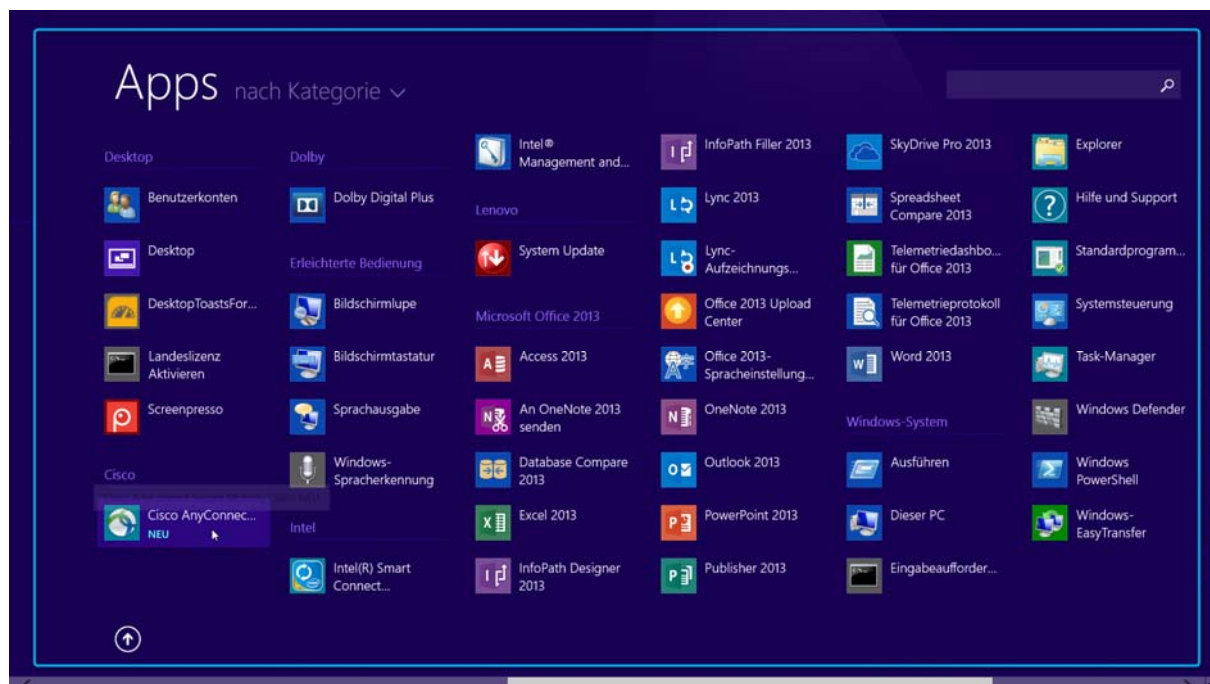 Apps nach Kategorie
Desktop
Benutzerkonten
Desktop
DesktopToastsFor...
Landeslizenz
Aktivieren
Screenpresso
Cisco
Cisco AnyConnec...
NEU
Dolby
Dolby Digital Plus
Erleichterte Bedienung
Bildschirmlupe
Bildschirmtastatur
Sprachausgabe
Windows-
Spracherkennung
Intel
Intel(R) Smart
Connect...
Intel®
Management and...
Lenovo
System Update
Microsoft Office 2013
Access 2013
An OneNote 2013
senden
Database Compare
2013
Excel 2013
InfoPath Designer
2013
InfoPath Filler 2013
Lync 2013
Lync-
Aufzeichnungs...
Office 2013 Upload
Center
Office 2013-
Spracheinstellung...
OneNote 2013
Outlook 2013
PowerPoint 2013
Publisher 2013
SkyDrive Pro 2013
Spreadsheet
Compare 2013
Telemetriedashbo...
für Office 2013
Telemetrieprotokoll
für Office 2013
Word 2013
Windows-System
Ausführen
Dieser PC
Eingabeaufforder...
Explorer
Hilfe und Support
Standardprogram...
Systemsteuerung
Task-Manager
Windows Defender
Windows
PowerShell
Windows-
EasyTransfer